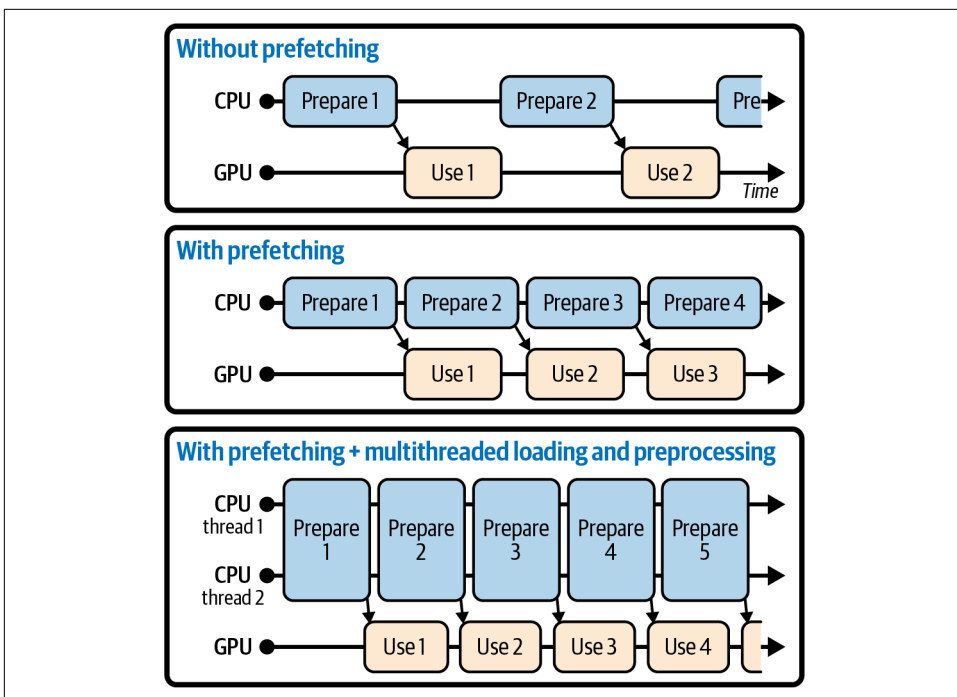 Without prefetching
CPU Prepare 1 Prepare 2 Pre
GPU Use 1 Use 2
Time
With prefetching
CPU Prepare 1 Prepare 2 Prepare 3 Prepare 4
GPU Use 1 Use 2 Use 3
With prefetching + multithreaded loading and preprocessing
CPU
thread 1
Prepare
1
Prepare
2
Prepare
3
Prepare
4
Prepare
5
CPU
thread 2
GPU Use 1 Use 2 Use 3 Use 4